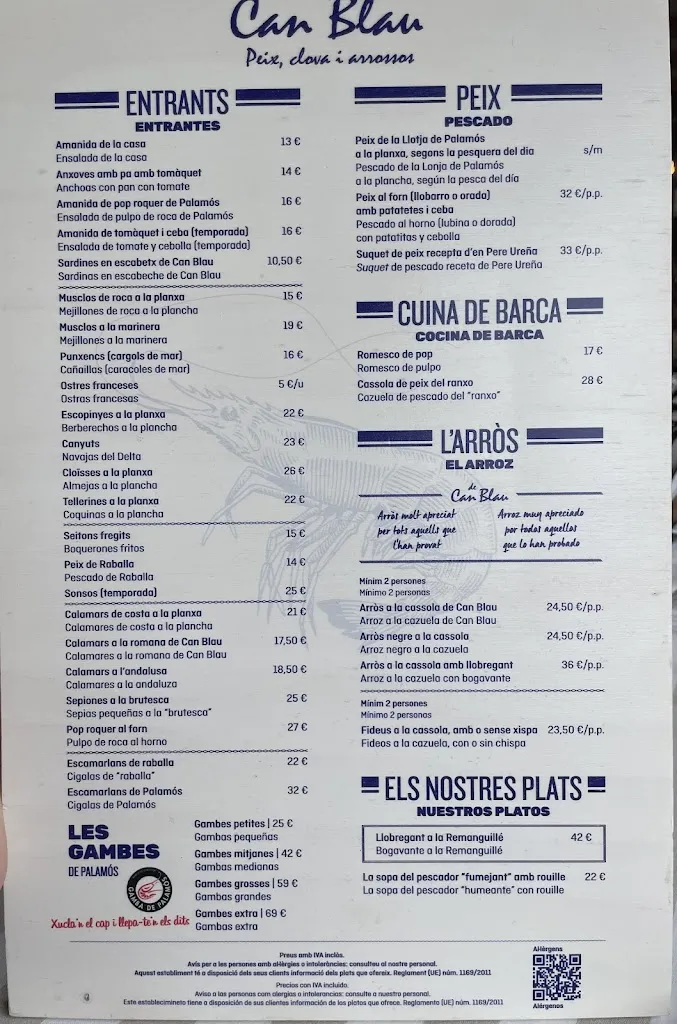 Can Blau
Peix, clova i arrossos
ENTRANTS
ENTRANTES
Amanida de la casa 13 €
Ensalada de la casa
Anxoves amb pa amb tomàquet 14 €
Anchoas con pan con tomate
Amanida de pop roquer de Palamós 16 €
Ensalada de pulpo de roca de Palamós
Amanida de tomàquet i ceba (temporada) 16 €
Ensalada de tomate y cebolla (temporada)
Sardines en escabetx de Can Blau 10,50 €
Sardinas en escabeche de Can Blau
Musclos de roca a la planxa 15 €
Mejillones de roca a la plancha
Musclos a la marinera 19 €
Mejillones a la marinera
Punxencs (cargols de mar) 16 €
Cañaillas (caracoles de mar)
Ostres franceses 5 €/u
Ostras francesas
Escopinyes a la planxa 22 €
Berberechos a la plancha
Canyuts 23 €
Navajas del Delta
Cloïsses a la planxa 26 €
Almejas a la plancha
Tellerines a la planxa 22 €
Coquinas a la plancha
Seitons fregits 15 €
Boquerones fritos
Peix de Raballa 14 €
Pescado de Raballa
Sonsos (temporada) 25 €
Calamars de costa a la planxa 21 €
Calamares de costa a la plancha
Calamars a la romana de Can Blau 17,50 €
Calamares a la romana de Can Blau
Calamars a l'andalusa 18,50 €
Calamares a la andaluza
Sepiones a la brutesca 25 €
Sepias pequeñas a la "brutesca"
Pop roquer al forn 27 €
Pulpo de roca al horno
Escamarlans de raballa 22 €
Cigalas de "raballa"
Escamarlans de Palamós 32 €
Cigalas de Palamós
LES
GAMBES
DE PALAMÓS
GAMBA DE PALAMÓS
Xucla'n el cap i llepa-te'n els dits
Gambes petites | 25 €
Gambas pequeñas
Gambes mitjanes | 42 €
Gambas medianas
Gambes grosses | 59 €
Gambas grandes
Gambes extra | 69 €
Gambas extra
PEIX
PESCADO
Peix de la Llotja de Palamós
a la planxa, segons la pesquera del dia s/m
Pescado de la Lonja de Palamós
a la plancha, según la pesca del día
Peix al forn (llobarro o orada) 32 €/p.p.
amb patatetes i ceba
Pescado al horno (lubina o dorada)
con patatitas y cebolla
Suquet de peix recepta d'en Pere Ureña 33 €/p.p.
Suquet de pescado receta de Pere Ureña
CUINA DE BARCA
COCINA DE BARCA
Romesco de pop 17 €
Romesco de pulpo
Cassola de peix del ranxo 28 €
Cazuela de pescado del "ranxo"
L'ARRÒS
EL ARROZ
de
Can Blau
Arròs molt apreciat
per tots aquells que
l'han provat
Arroz muy apreciado
por todos aquellos
que lo han probado
Mínim 2 persones
Mínimo 2 personas
Arròs a la cassola de Can Blau 24,50 €/p.p.
Arroz a la cazuela de Can Blau
Arròs negre a la cassola 24,50 €/p.p.
Arroz negro a la cazuela
Arròs a la cassola amb llobregant 36 €/p.p.
Arroz a la cazuela con bogavante
Mínim 2 persones
Mínimo 2 personas
Fideus a la cassola, amb o sense xispa 23,50 €/p.p.
Fideos a la cazuela, con o sin chispa
ELS NOSTRES PLATS
NUESTROS PLATOS
Llobregant a la Remanguillé 42 €
Bogavante a la Remanguillé
La sopa del pescador "fumejant" amb rouille 22 €
La sopa del pescador "humeante" con rouille
Preus amb IVA inclòs.
Avís per a les persones amb al·lèrgies o intoleràncies: consulteu al nostre personal.
Aquest establiment té a disposició dels seus clients informació dels plats que ofereix. Reglament (UE) núm. 1169/2011
Precios con IVA incluido.
Aviso a las personas com alergias o intolerancias: consulte a nuestro personal.
Este establecimineto tiene a disposición de sus clientes información de los platos que ofrece. Reglamento (UE) núm. 1169/2011
Al·lèrgens
Alérgenos